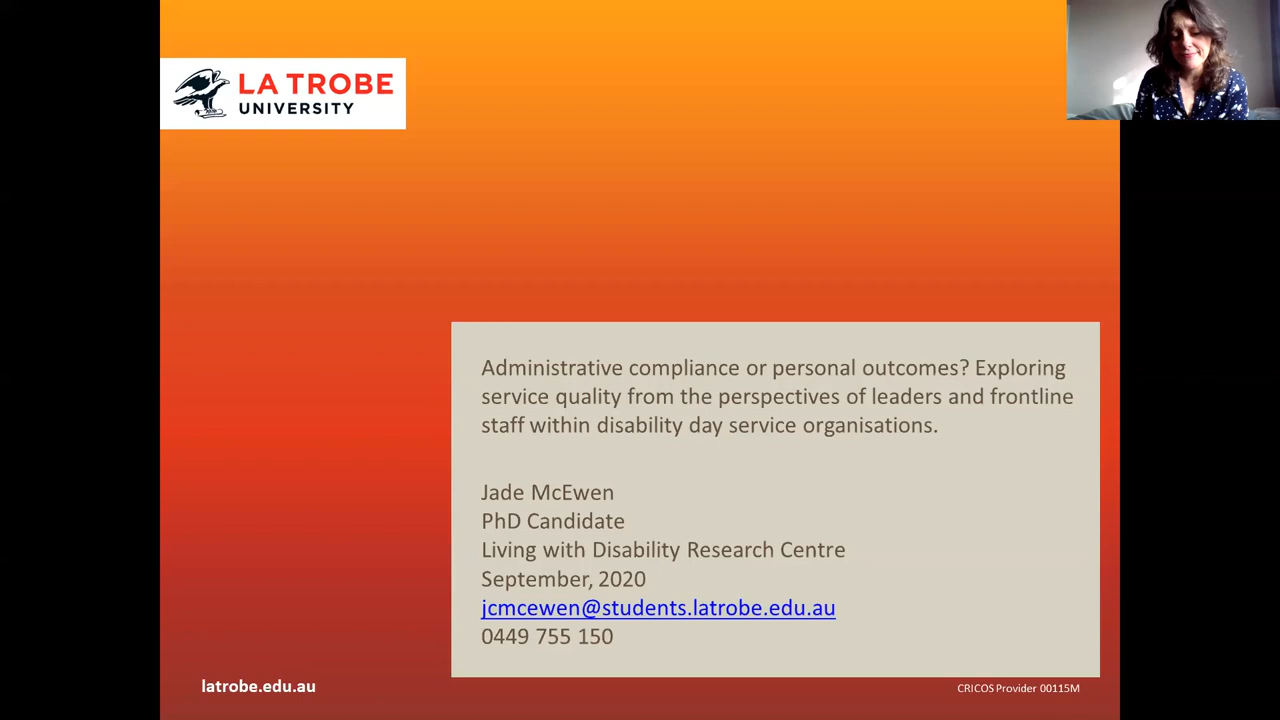 LA TROBE
UNIVERSITY
Administrative compliance or personal outcomes? Exploring
service quality from the perspectives of leaders and frontline
staff within disability day service organisations.
Jade McEwen
PhD Candidate
Living with Disability Research Centre
September, 2020
jcmcewen@students.latrobe.edu.au
0449 755 150
latrobe.edu.au
CRICOS Provider 00115M